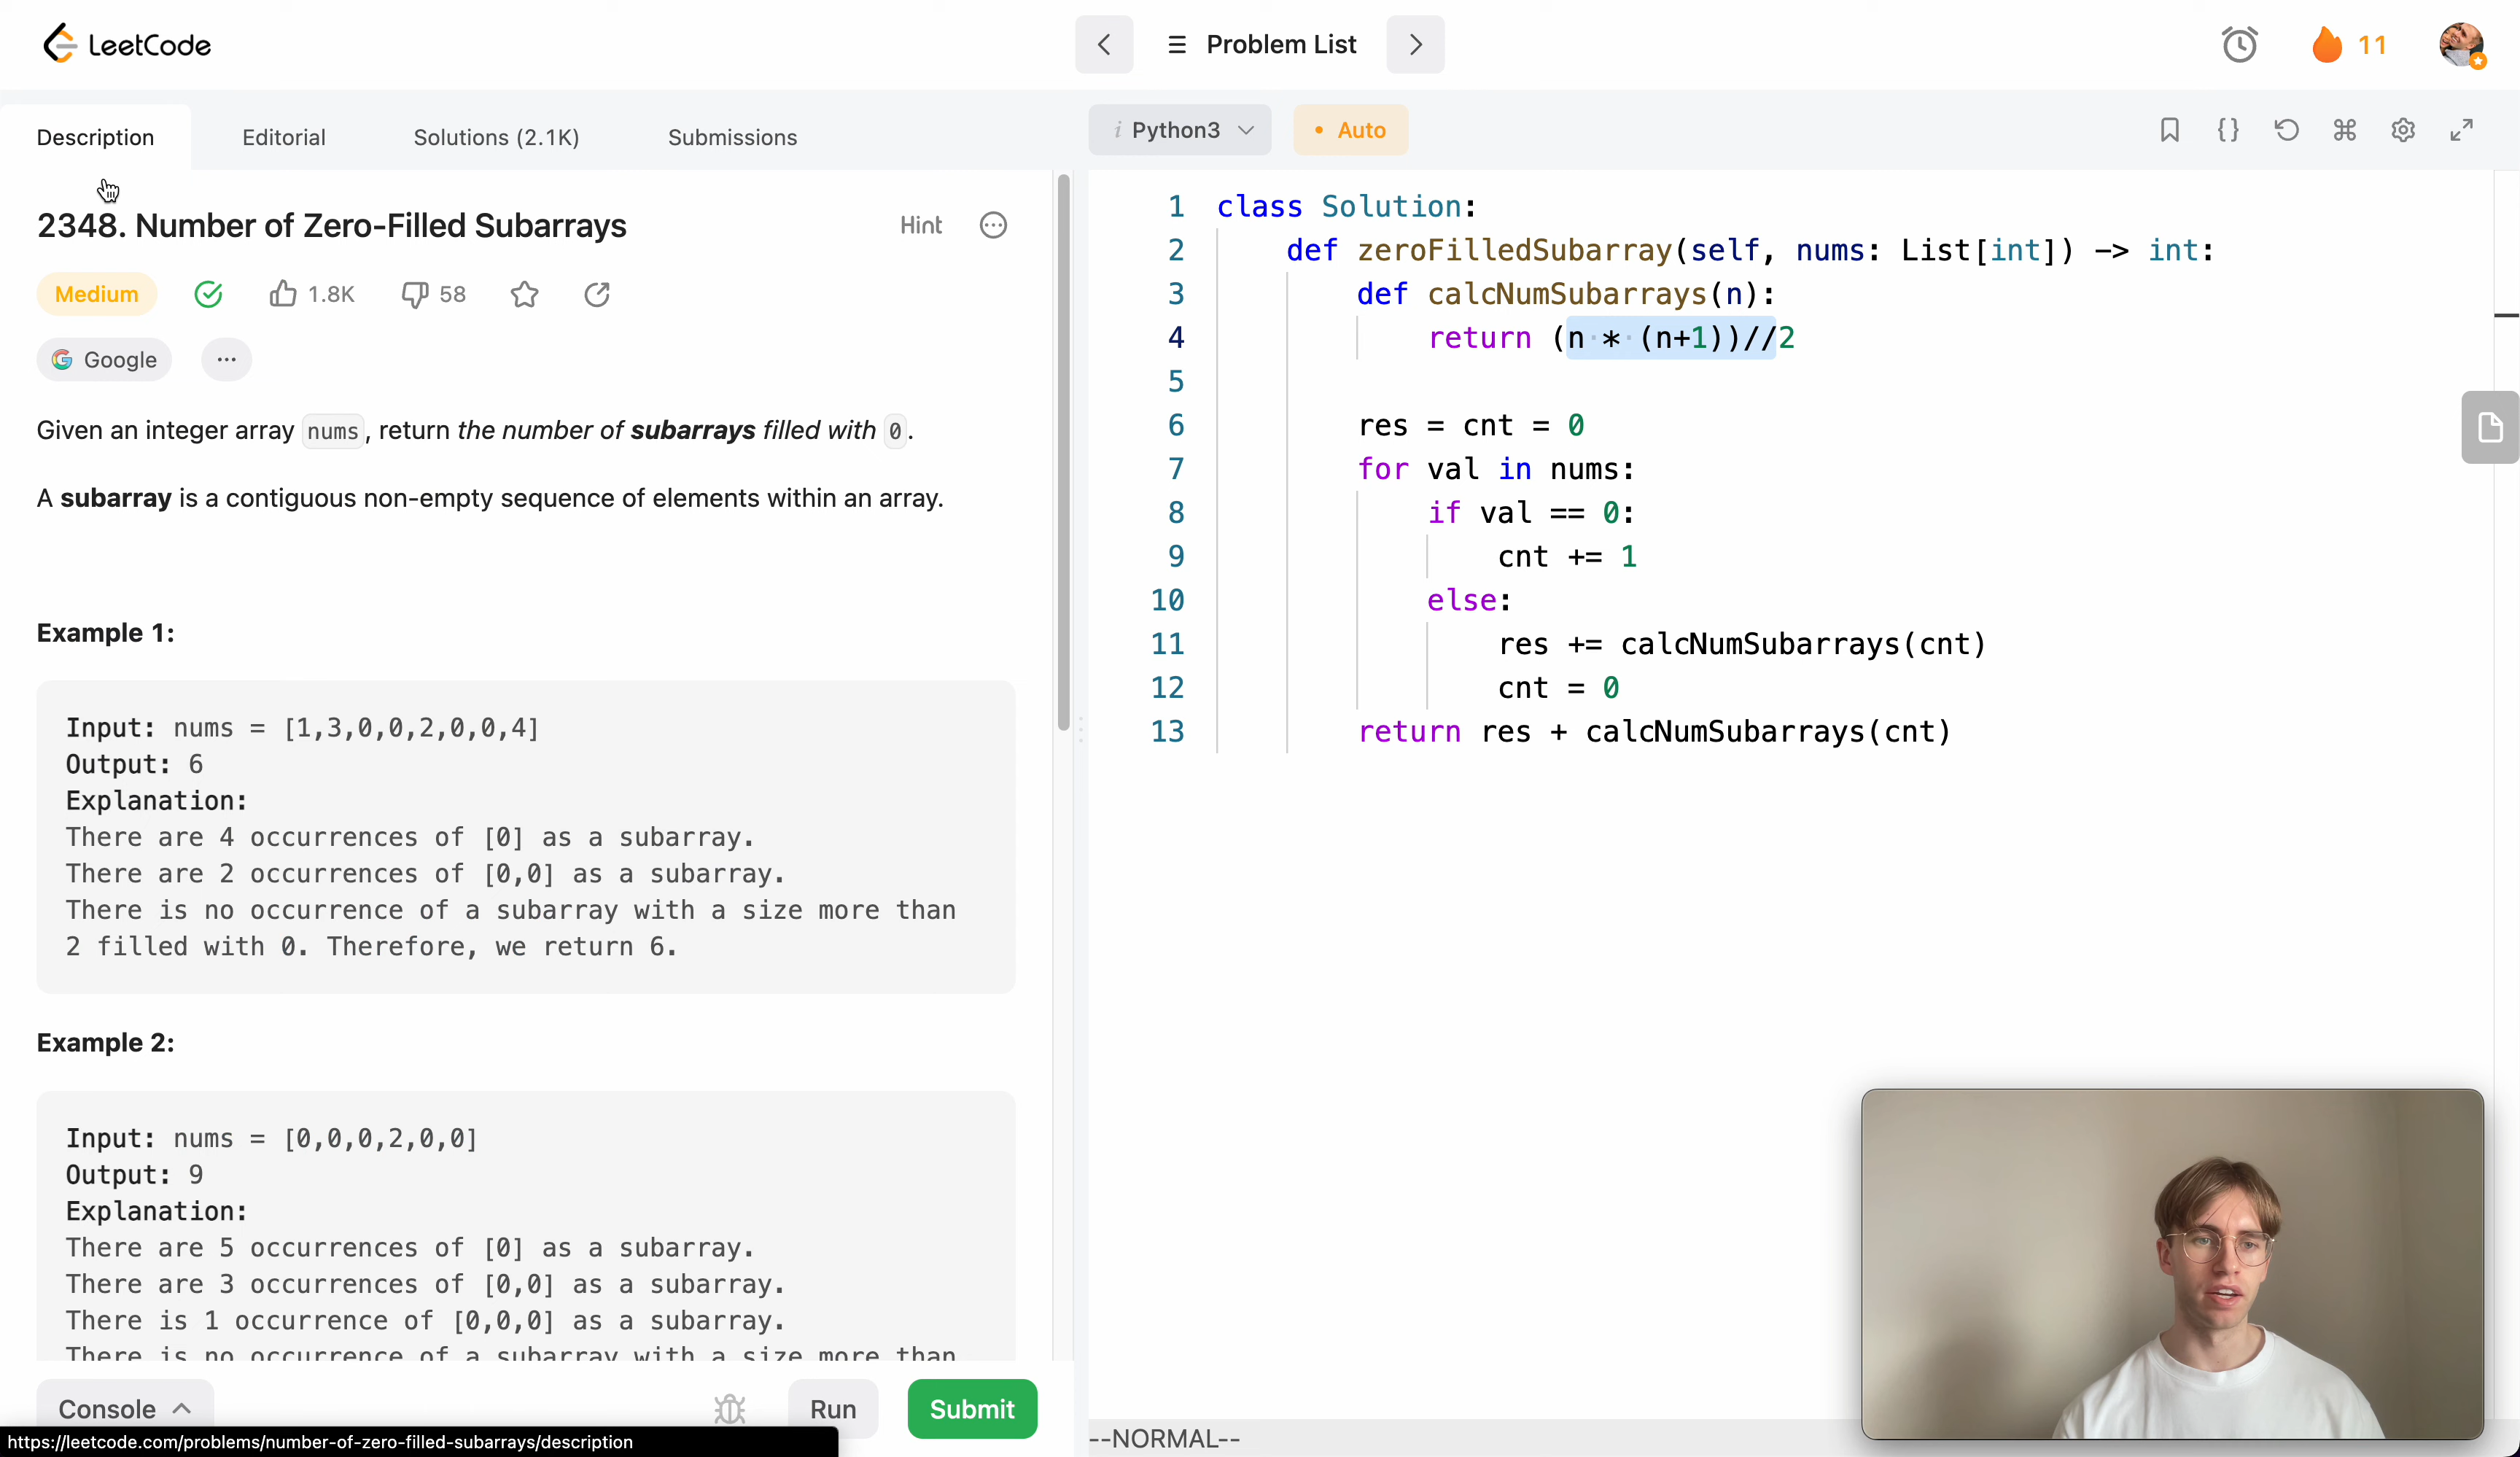 LeetCode
Problem List
11
Description
Editorial
Solutions (2.1K)
Submissions
2348. Number of Zero-Filled Subarrays
Hint
Medium
1.8K
58
Google
Given an integer array nums, return the number of subarrays filled with 0.
A subarray is a contiguous non-empty sequence of elements within an array.
Example 1:
Input: nums = [1,3,0,0,2,0,0,4]
Output: 6
Explanation:
There are 4 occurrences of [0] as a subarray.
There are 2 occurrences of [0,0] as a subarray.
There is no occurrence of a subarray with a size more than
2 filled with 0. Therefore, we return 6.
Example 2:
Input: nums = [0,0,0,2,0,0]
Output: 9
Explanation:
There are 5 occurrences of [0] as a subarray.
There are 3 occurrences of [0,0] as a subarray.
There is 1 occurrence of [0,0,0] as a subarray.
There is no occurrence of a subarray with a size more than
Console
Run
Submit
https://leetcode.com/problems/number-of-zero-filled-subarrays/description
i Python3
• Auto
1 class Solution:
2 def zeroFilledSubarray(self, nums: List[int]) -> int:
3 def calcNumSubarrays(n):
4 return (n * (n+1))//2
5
6 res = cnt = 0
7 for val in nums:
8 if val == 0:
9 cnt += 1
10 else:
11 res += calcNumSubarrays(cnt)
12 cnt = 0
13 return res + calcNumSubarrays(cnt)
--NORMAL--